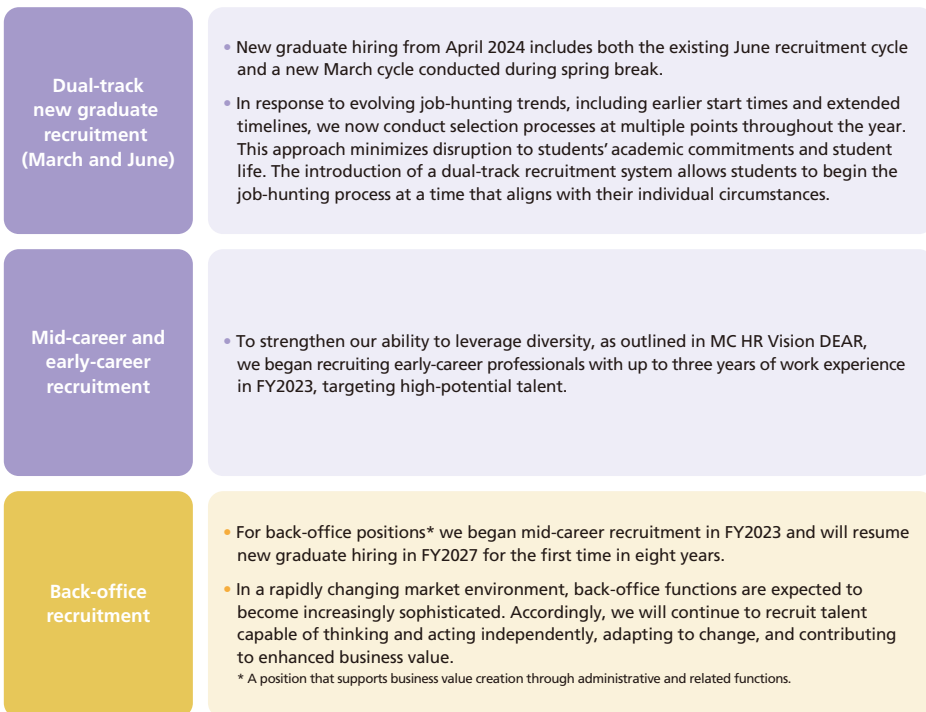 Dual-track
new graduate
recruitment
(March and June)
• New graduate hiring from April 2024 includes both the existing June recruitment cycle
and a new March cycle conducted during spring break.
• In response to evolving job-hunting trends, including earlier start times and extended
timelines, we now conduct selection processes at multiple points throughout the year.
This approach minimizes disruption to students' academic commitments and student
life. The introduction of a dual-track recruitment system allows students to begin the
job-hunting process at a time that aligns with their individual circumstances.
Mid-career and
early-career
recruitment
• To strengthen our ability to leverage diversity, as outlined in MC HR Vision DEAR,
we began recruiting early-career professionals with up to three years of work experience
in FY2023, targeting high-potential talent.
Back-office
recruitment
• For back-office positions* we began mid-career recruitment in FY2023 and will resume
new graduate hiring in FY2027 for the first time in eight years.
• In a rapidly changing market environment, back-office functions are expected to
become increasingly sophisticated. Accordingly, we will continue to recruit talent
capable of thinking and acting independently, adapting to change, and contributing
to enhanced business value.
* A position that supports business value creation through administrative and related functions.